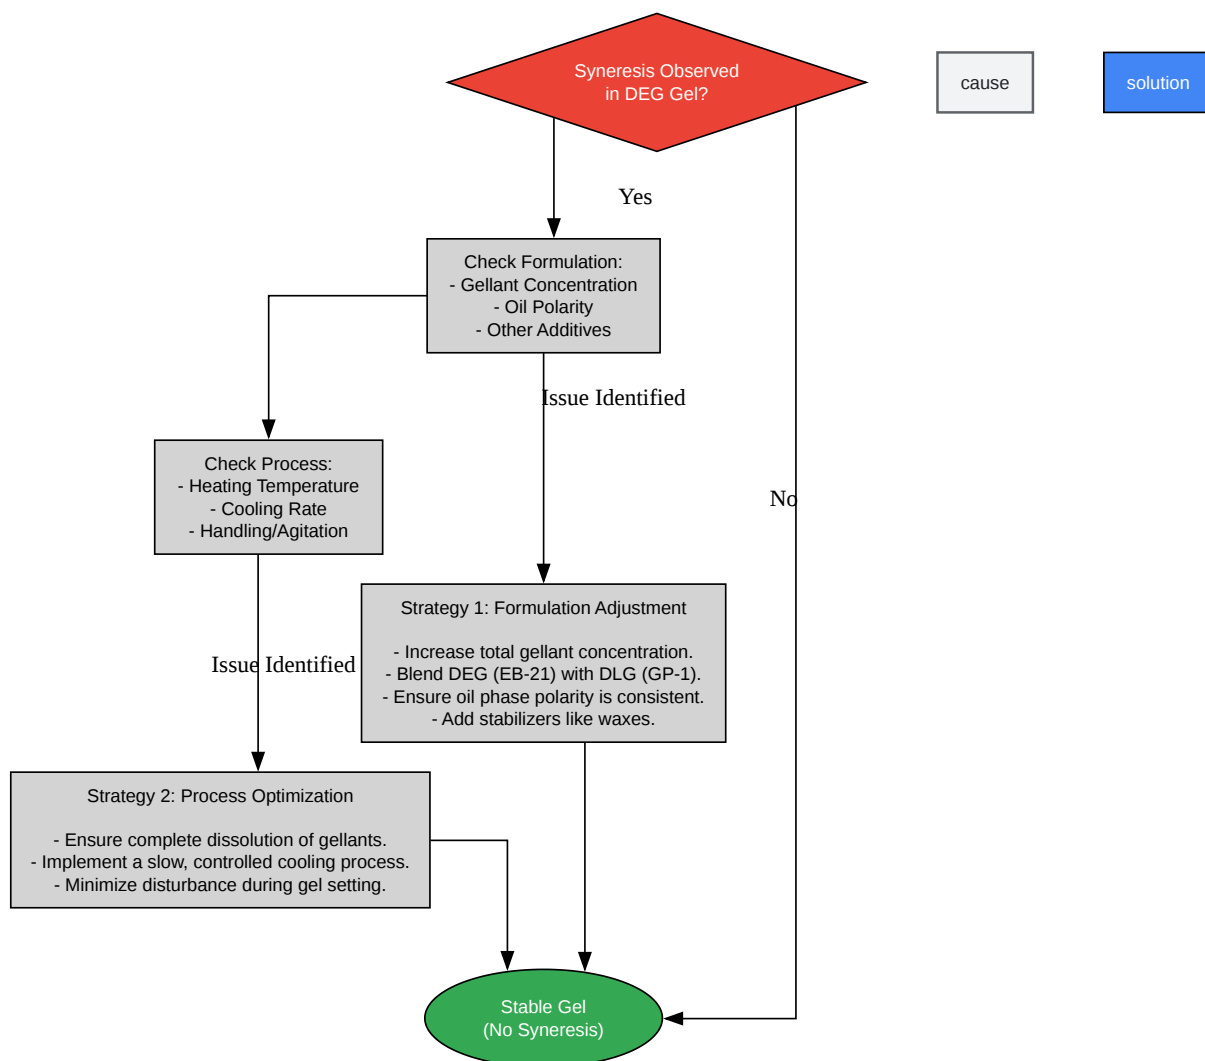 Syneresis Observed
in DEG Gel?
cause
solution
Yes
Check Formulation:
- Gellant Concentration
- Oil Polarity
- Other Additives
Issue Identified
Check Process:
- Heating Temperature
- Cooling Rate
- Handling/Agitation
No
Strategy 1: Formulation Adjustment
- Increase total gellant concentration.
- Blend DEG (EB-21) with DLG (GP-1).
- Ensure oil phase polarity is consistent.
- Add stabilizers like waxes.
Issue Identified
Strategy 2: Process Optimization
- Ensure complete dissolution of gellants.
- Implement a slow, controlled cooling process.
- Minimize disturbance during gel setting.
Stable Gel
(No Syneresis)